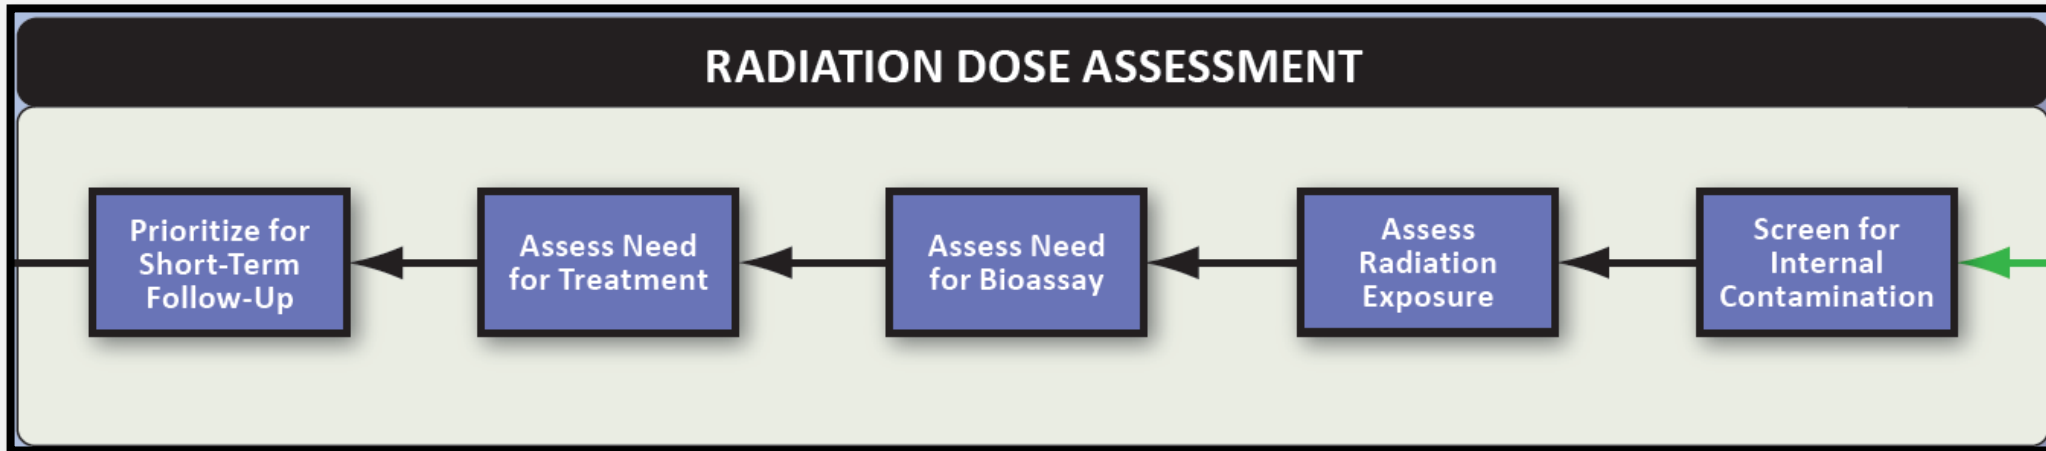 RADIATION DOSE ASSESSMENT
Prioritize for
Short-Term
Follow-Up
Assess Need
for Treatment
Assess Need
for Bioassay
Assess
Radiation
Exposure
Screen for
Internal
Contamination